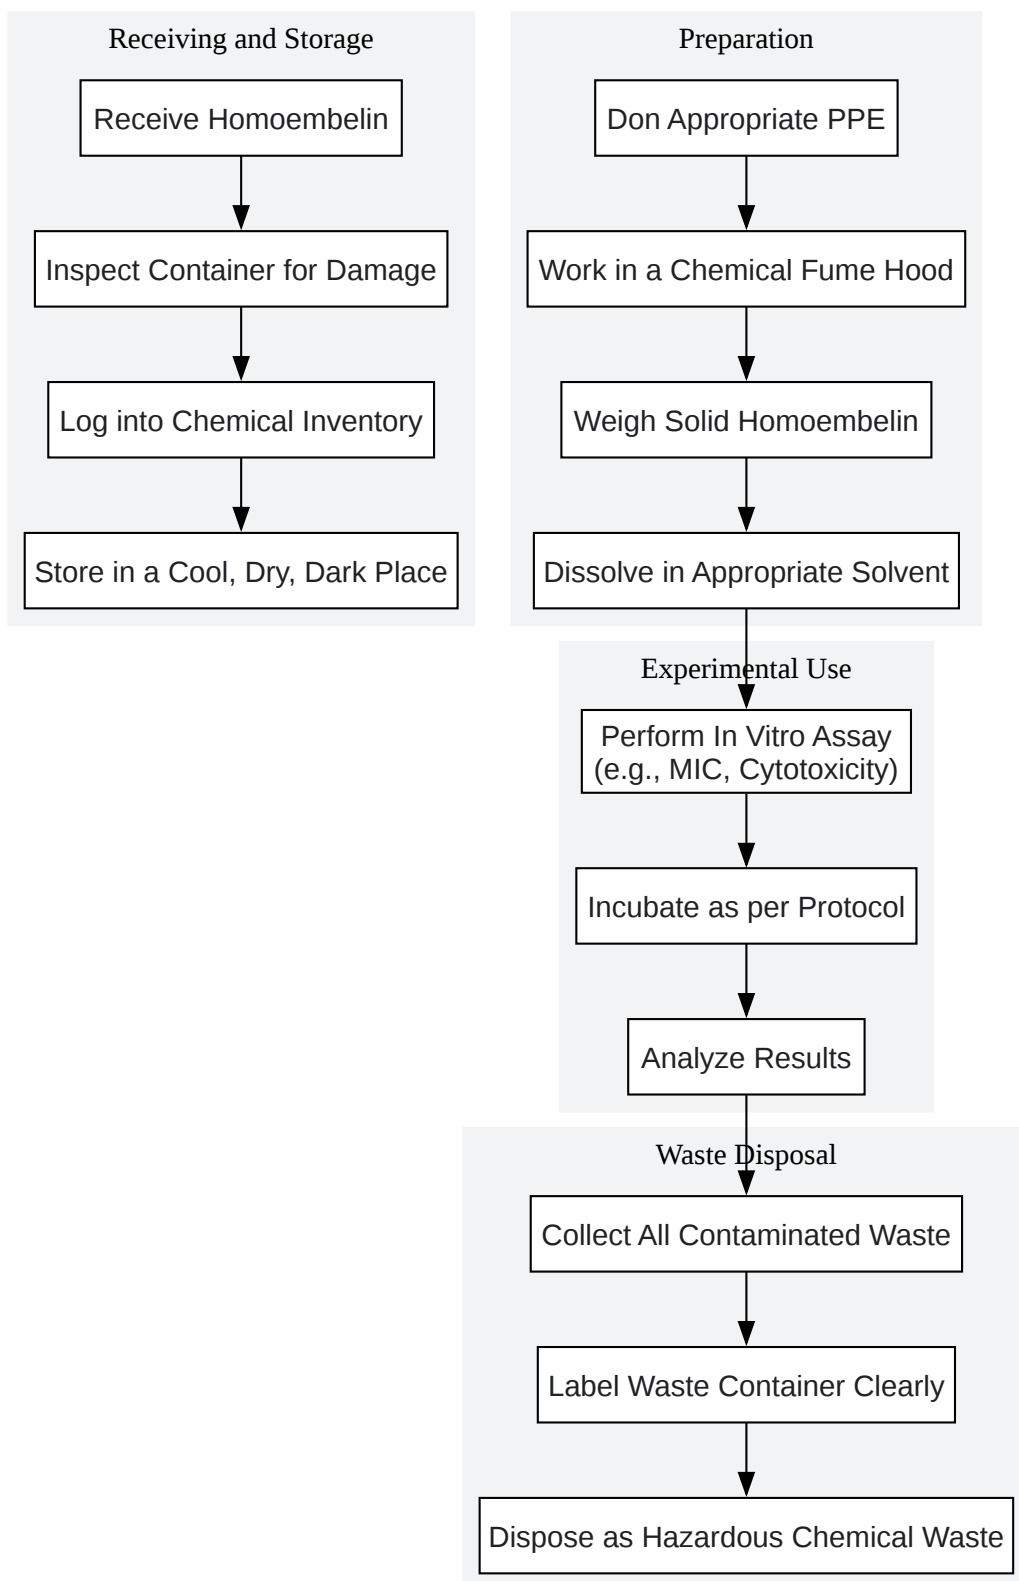 Receiving and Storage
Receive Homoembelin
Inspect Container for Damage
Log into Chemical Inventory
Store in a Cool, Dry, Dark Place
Preparation
Don Appropriate PPE
Work in a Chemical Fume Hood
Weigh Solid Homoembelin
Dissolve in Appropriate Solvent
Experimental Use
Perform In Vitro Assay
(e.g., MIC, Cytotoxicity)
Incubate as per Protocol
Analyze Results
Waste Disposal
Collect All Contaminated Waste
Label Waste Container Clearly
Dispose as Hazardous Chemical Waste